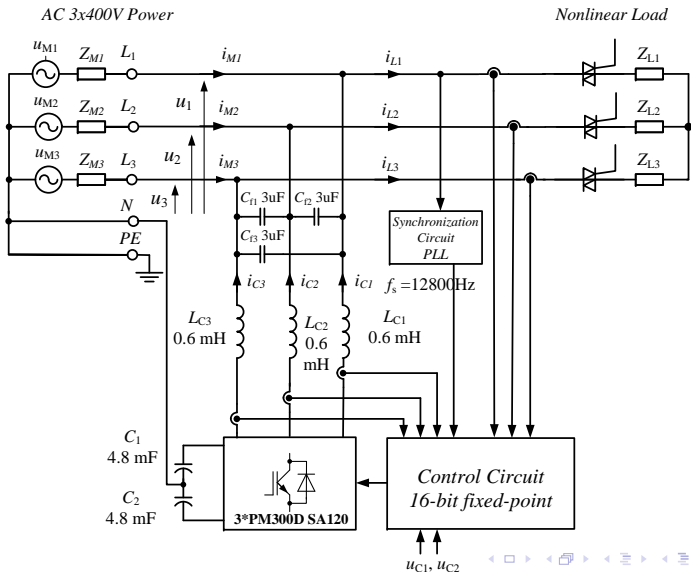 AC 3x400V Power
Nonlinear Load
uM1 ZM1 L1
iM1
iL1
ZL1
uM2 ZM2 L2
u1
iM2
iL2
ZL2
u2
uM3 ZM3 L3
iM3
iL3
ZL3
u3
Cf1 3uF
Cf2 3uF
N
Cf3 3uF
Synchronization
Circuit
PLL
PE
iC3 iC2 iC1
fs =12800Hz
LC3
0.6 mH
LC2
0.6
mH
LC1
0.6 mH
C1
4.8 mF
C2
4.8 mF
3*PM300D SA120
Control Circuit
16-bit fixed-point
uC1, uC2